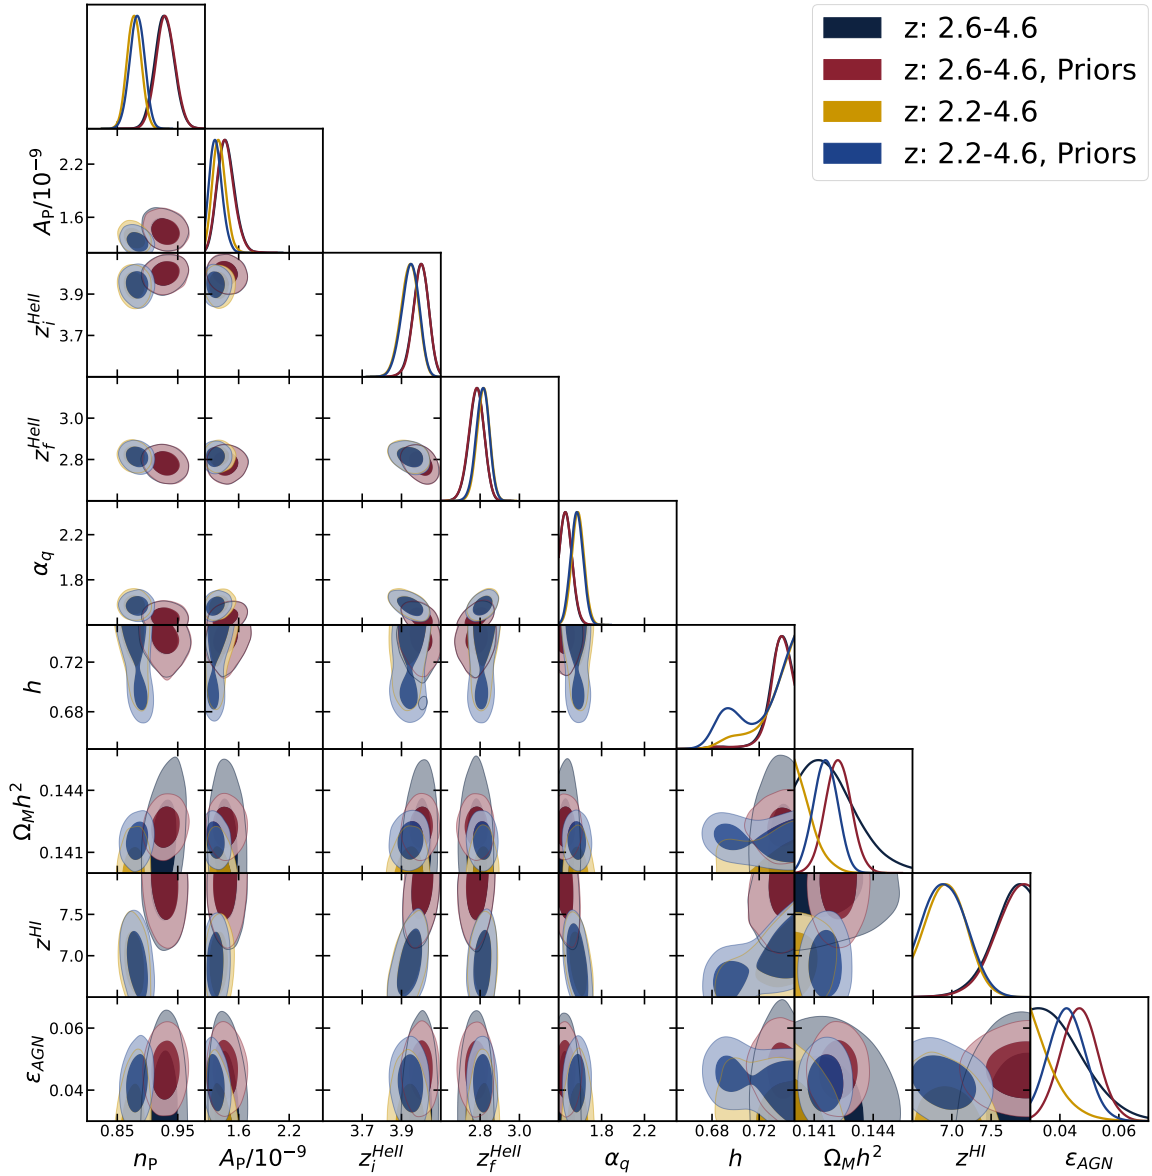 z: 2.6-4.6
z: 2.6-4.6, Priors
z: 2.2-4.6
z: 2.2-4.6, Priors
2.2
1.6
A_P/10^{-9}
3.9
3.7
z_i^{HeII}
3.0
2.8
z_f^{HeII}
2.2
1.8
α_q
0.72
0.68
h
0.144
0.141
Ω_M h^2
7.5
7.0
z^{HI}
0.06
0.04
ε_{AGN}
0.85 0.95 1.6 2.2 3.7 3.9 2.8 3.0 1.8 2.2 0.68 0.72 0.141 0.144 7.0 7.5 0.04 0.06
n_P A_P/10^{-9} z_i^{HeII} z_f^{HeII} α_q h Ω_M h^2 z^{HI} ε_{AGN}